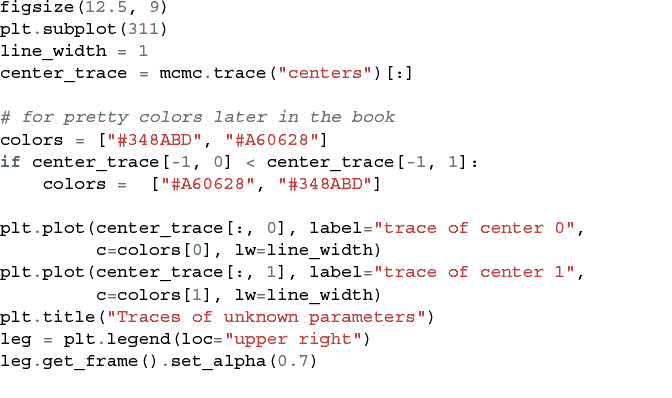 figsize(12.5, 9)
plt.subplot(311)
line_width = 1
center_trace = mcmc.trace("centers")[:]
# for pretty colors later in the book
colors = ["#348ABD", "#A60628"]
if center_trace[-1, 0] < center_trace[-1, 1]:
    colors =  ["#A60628", "#348ABD"]
plt.plot(center_trace[:, 0], label="trace of center 0",
         c=colors[0], lw=line_width)
plt.plot(center_trace[:, 1], label="trace of center 1",
         c=colors[1], lw=line_width)
plt.title("Traces of unknown parameters")
leg = plt.legend(loc="upper right")
leg.get_frame().set_alpha(0.7)